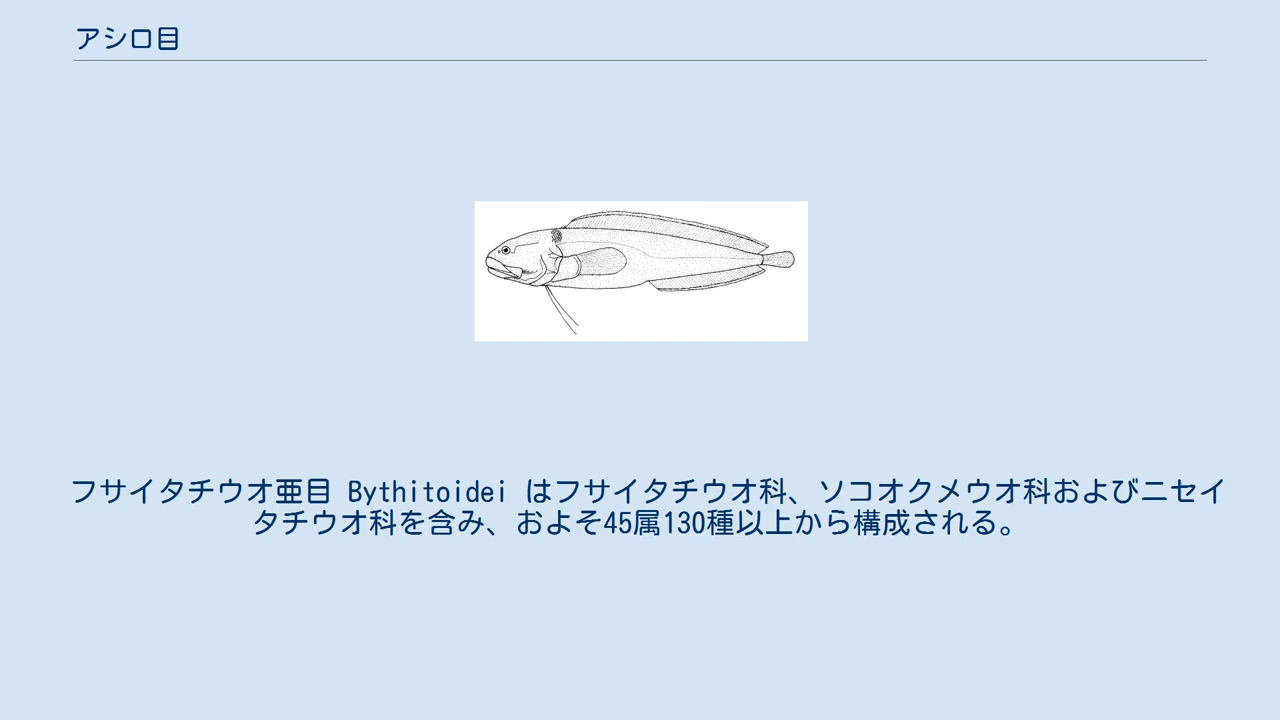 アシロ目
フサイタチウオ亜目 Bythitoidei はフサイタチウオ科、ソコオクメウオ科およびニセイ
タチウオ科を含み、およそ45属130種以上から構成される。